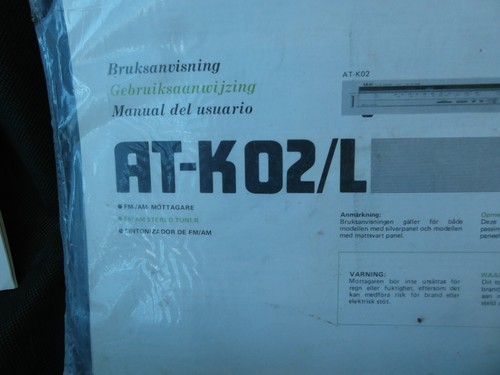 Bruksanvisning
Gebruiksaanwijzing
Manual del usuario
AT-K02
AT-K02/L
FM/AM-MOTTAGARE
FM/AM STEREO TUNER
SINTONIZADOR DE FM/AM
Anmärkning:
Bruksanvisningen gäller för både
modellen med silverpanel och modellen
med mattsvart panel.
Deze
VARNING:
Mottagaren bör inte utsättas för
regn eller fuktighet, eftersom det
kan medföra risk för brand eller
elektrisk stöt.